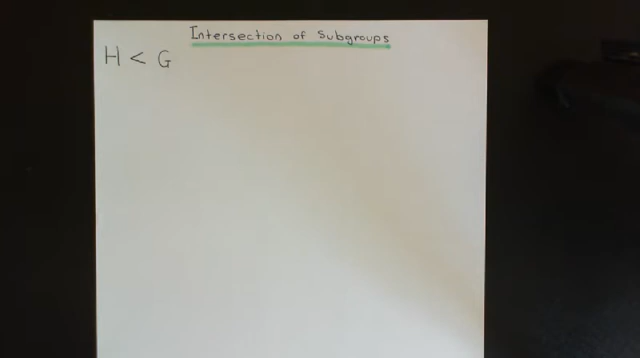 Intersection of Subgroups
H < G